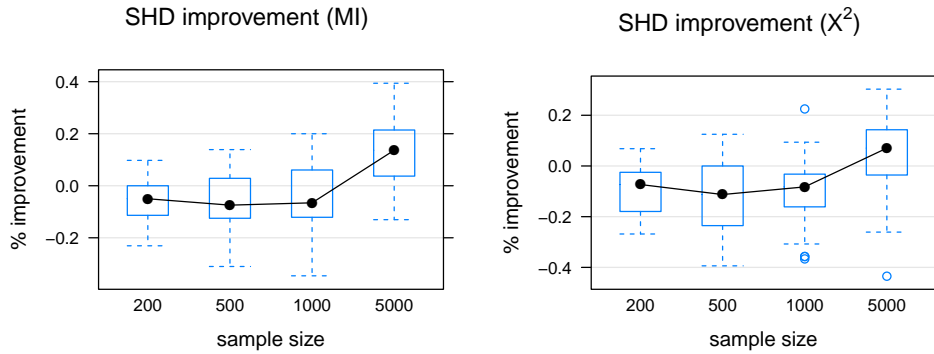 SHD improvement (MI)
% improvement
0.4
0.2
0.0
−0.2
200 500 1000 5000
sample size
SHD improvement (X²)
% improvement
0.2
0.0
−0.2
−0.4
200 500 1000 5000
sample size